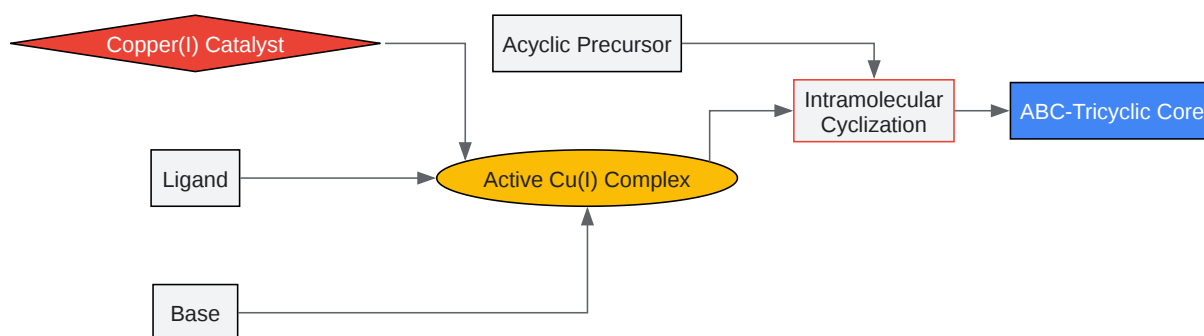 Copper(I) Catalyst
Acyclic Precursor
Intramolecular
Cyclization
ABC-Tricyclic Core
Ligand
Active Cu(I) Complex
Base